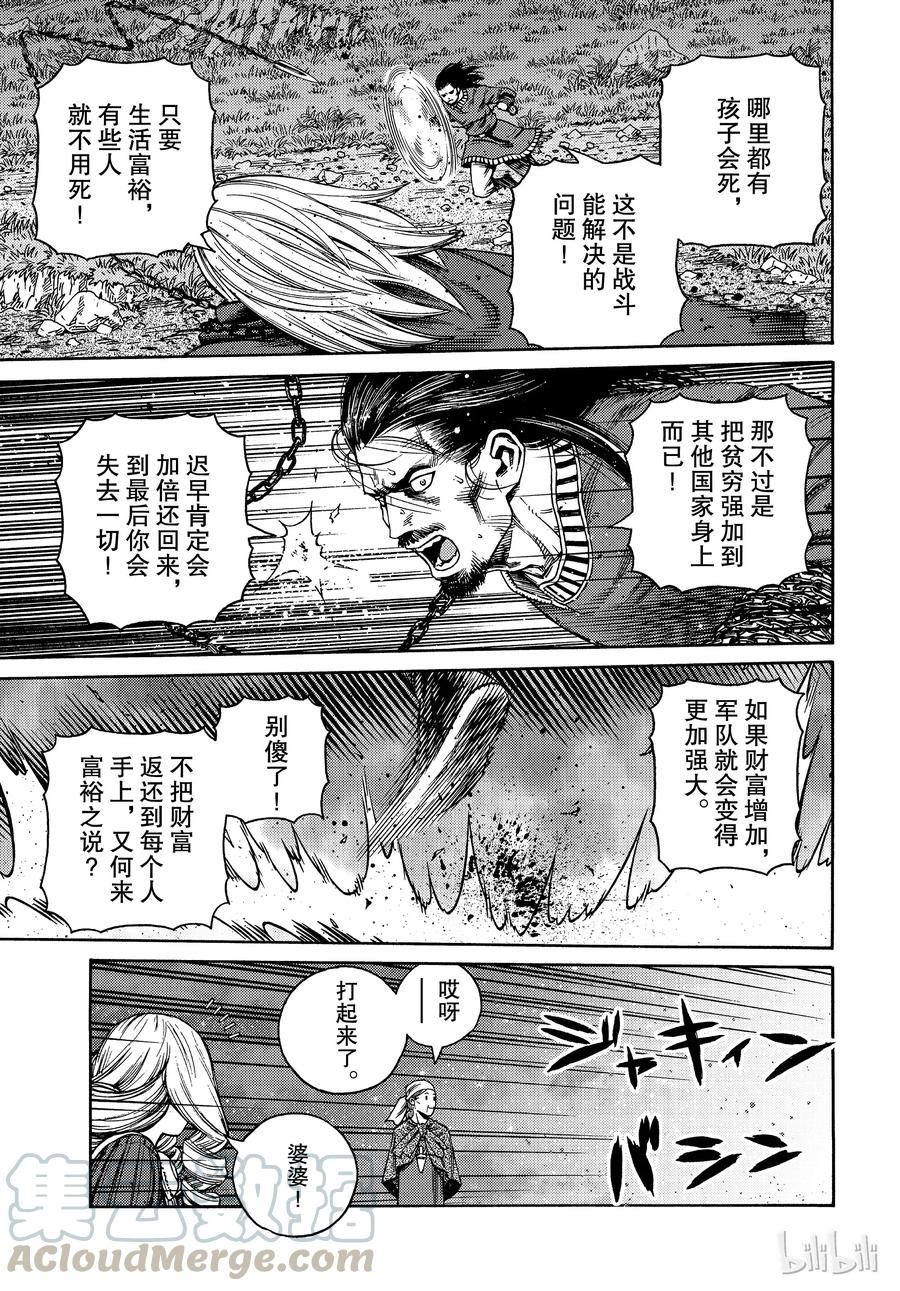 哪里都有
孩子会死，
这不是战斗
能解决的
问题！
只要
生活富裕，
有些人
就不用死！
那不过是
把贫穷强加到
其他国家身上
而已！
迟早肯定会
加倍还回来，
到最后你会
失去一切！
如果财富增加，
军队就会变得
更加强大。
别傻了！
不把财富
返还到每个人
手上，又何来
富裕之说？
ジャキィン
バシン
哎呀
——
打起来了。
婆婆！
集云数据
ACloudMerge.com
bilibili